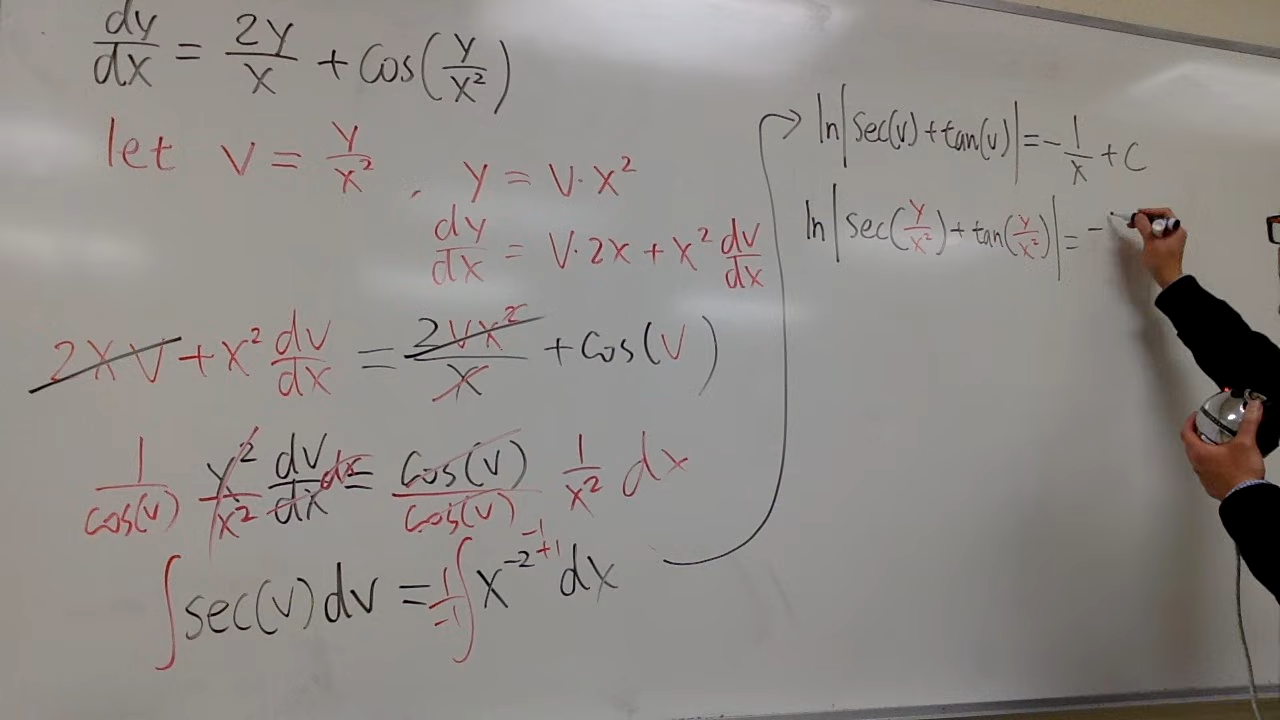 dy/dx = 2y/x + cos(y/x²)
let v = y/x² , y = v·x²
dy/dx = v·2x + x² dv/dx
2xv + x² dv/dx = 2vx²/x + cos(v)
1/cos(v) x²/x² dv/dx dx = cos(v)/cos(v) 1/x² dx
∫sec(v)dv = 1/-1 ∫x^-2+1 -1 dx
ln|sec(v)+tan(v)| = -1/x + C
ln|sec(y/x²)+tan(y/x²)| = -